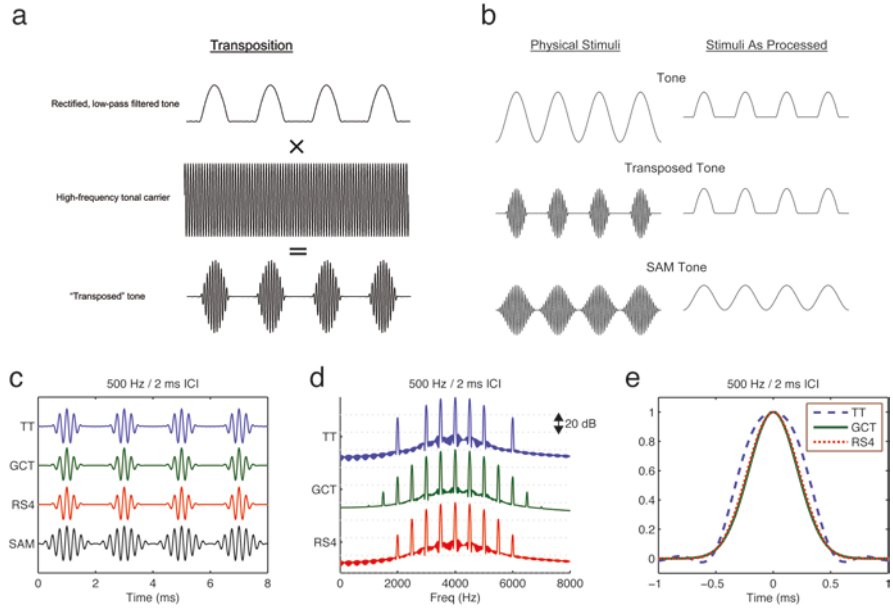 a
Transposition
Rectified, low-pass filtered tone
×
High-frequency tonal carrier
=
"Transposed" tone
b
Physical Stimuli
Stimuli As Processed
Tone
Transposed Tone
SAM Tone
c
500 Hz / 2 ms ICI
TT
GCT
RS4
SAM
0 2 4 6 8
Time (ms)
d
500 Hz / 2 ms ICI
20 dB
TT
GCT
RS4
0 2000 4000 6000 8000
Freq (Hz)
e
500 Hz / 2 ms ICI
TT
GCT
RS4
1
0.8
0.6
0.4
0.2
0
−1 −0.5 0 0.5 1
Time (ms)